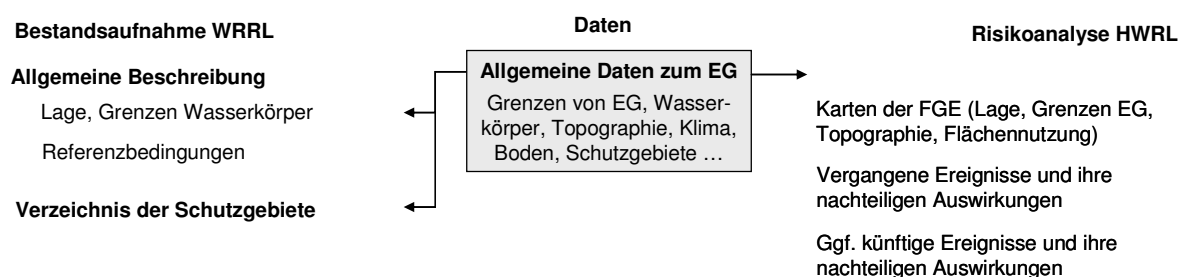 Bestandsaufnahme WRRL
Allgemeine Beschreibung
Lage, Grenzen Wasserkörper
Referenzbedingungen
Verzeichnis der Schutzgebiete
Daten
Allgemeine Daten zum EG
Grenzen von EG, Wasser-
körper, Topographie, Klima,
Boden, Schutzgebiete …
Risikoanalyse HWRL
Karten der FGE (Lage, Grenzen EG,
Topographie, Flächennutzung)
Vergangene Ereignisse und ihre
nachteiligen Auswirkungen
Ggf. künftige Ereignisse und ihre
nachteiligen Auswirkungen